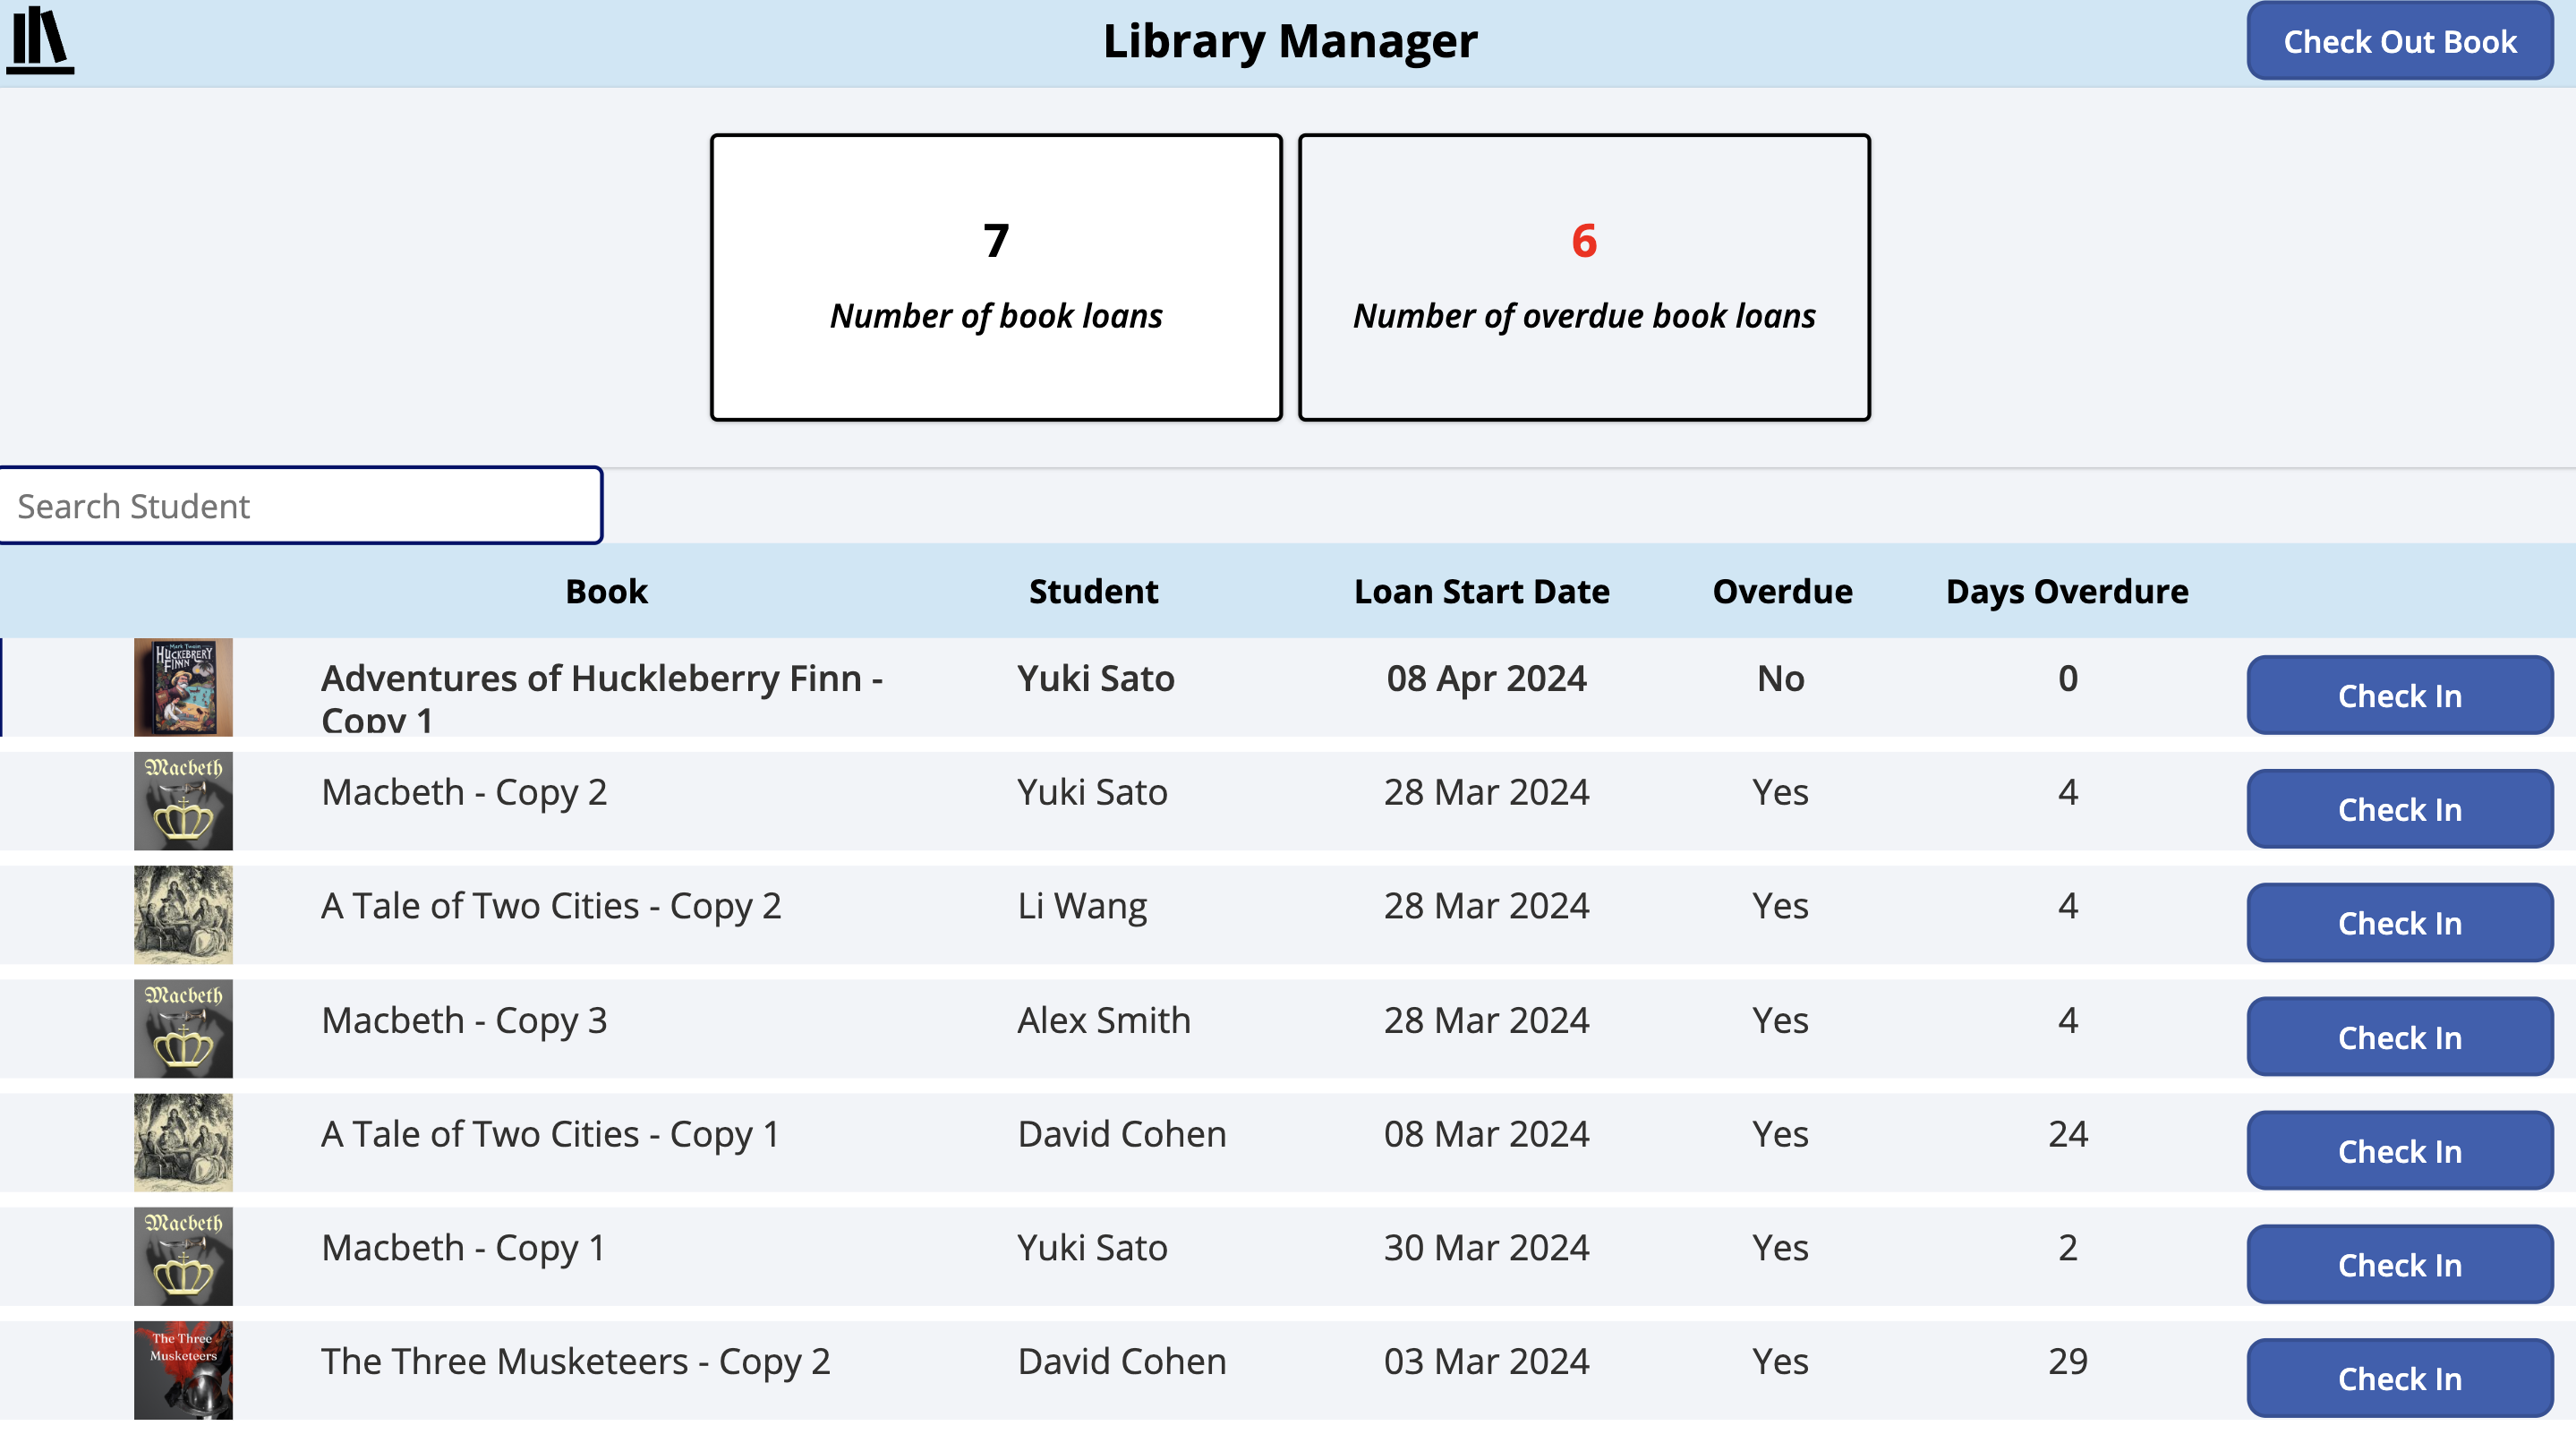 Library Manager
Check Out Book
7
Number of book loans
6
Number of overdue book loans
Search Student
Book Student Loan Start Date Overdue Days Overdure
Mark Twain
HUCKEBRERY
FINNN
Adventures of Huckleberry Finn -
Copy 1
Yuki Sato 08 Apr 2024 No 0 Check In
Macbeth
Macbeth - Copy 2 Yuki Sato 28 Mar 2024 Yes 4 Check In
A Tale of Two Cities - Copy 2 Li Wang 28 Mar 2024 Yes 4 Check In
Macbeth
Macbeth - Copy 3 Alex Smith 28 Mar 2024 Yes 4 Check In
A Tale of Two Cities - Copy 1 David Cohen 08 Mar 2024 Yes 24 Check In
Macbeth
Macbeth - Copy 1 Yuki Sato 30 Mar 2024 Yes 2 Check In
The Three
Musketeers
The Three Musketeers - Copy 2 David Cohen 03 Mar 2024 Yes 29 Check In